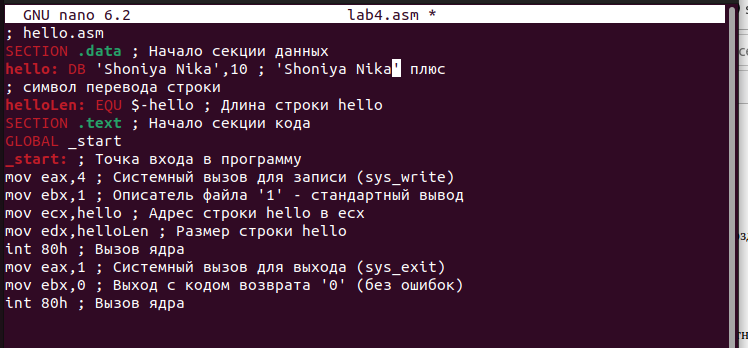 GNU nano 6.2 lab4.asm *
; hello.asm
SECTION .data ; Начало секции данных
hello: DB 'Shoniya Nika',10 ; 'Shoniya Nika' плюс
; символ перевода строки
helloLen: EQU $-hello ; Длина строки hello
SECTION .text ; Начало секции кода
GLOBAL _start
_start: ; Точка входа в программу
mov eax,4 ; Системный вызов для записи (sys_write)
mov ebx,1 ; Описатель файла '1' - стандартный вывод
mov ecx,hello ; Адрес строки hello в ecx
mov edx,helloLen ; Размер строки hello
int 80h ; Вызов ядра
mov eax,1 ; Системный вызов для выхода (sys_exit)
mov ebx,0 ; Выход с кодом возврата '0' (без ошибок)
int 80h ; Вызов ядра